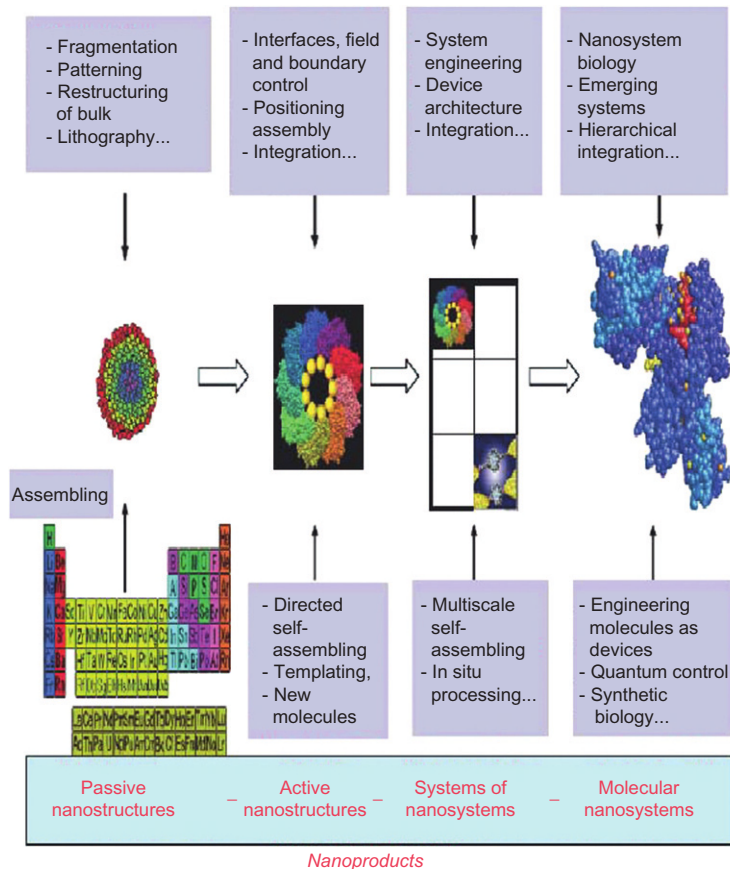 - Fragmentation
- Patterning
- Restructuring
of bulk
- Lithography...
- Interfaces, field
and boundary
control
- Positioning
assembly
- Integration...
- System
engineering
- Device
architecture
- Integration...
- Nanosystem
biology
- Emerging
systems
- Hierarchical
integration...
Assembling
- Directed
self-assembling
- Templating,
- New
molecules
- Multiscale
self-assembling
- In situ
processing...
- Engineering
molecules as
devices
- Quantum control
- Synthetic
biology...
Passive
nanostructures
– Active
nanostructures
– Systems of
nanosystems
– Molecular
nanosystems
Nanoproducts